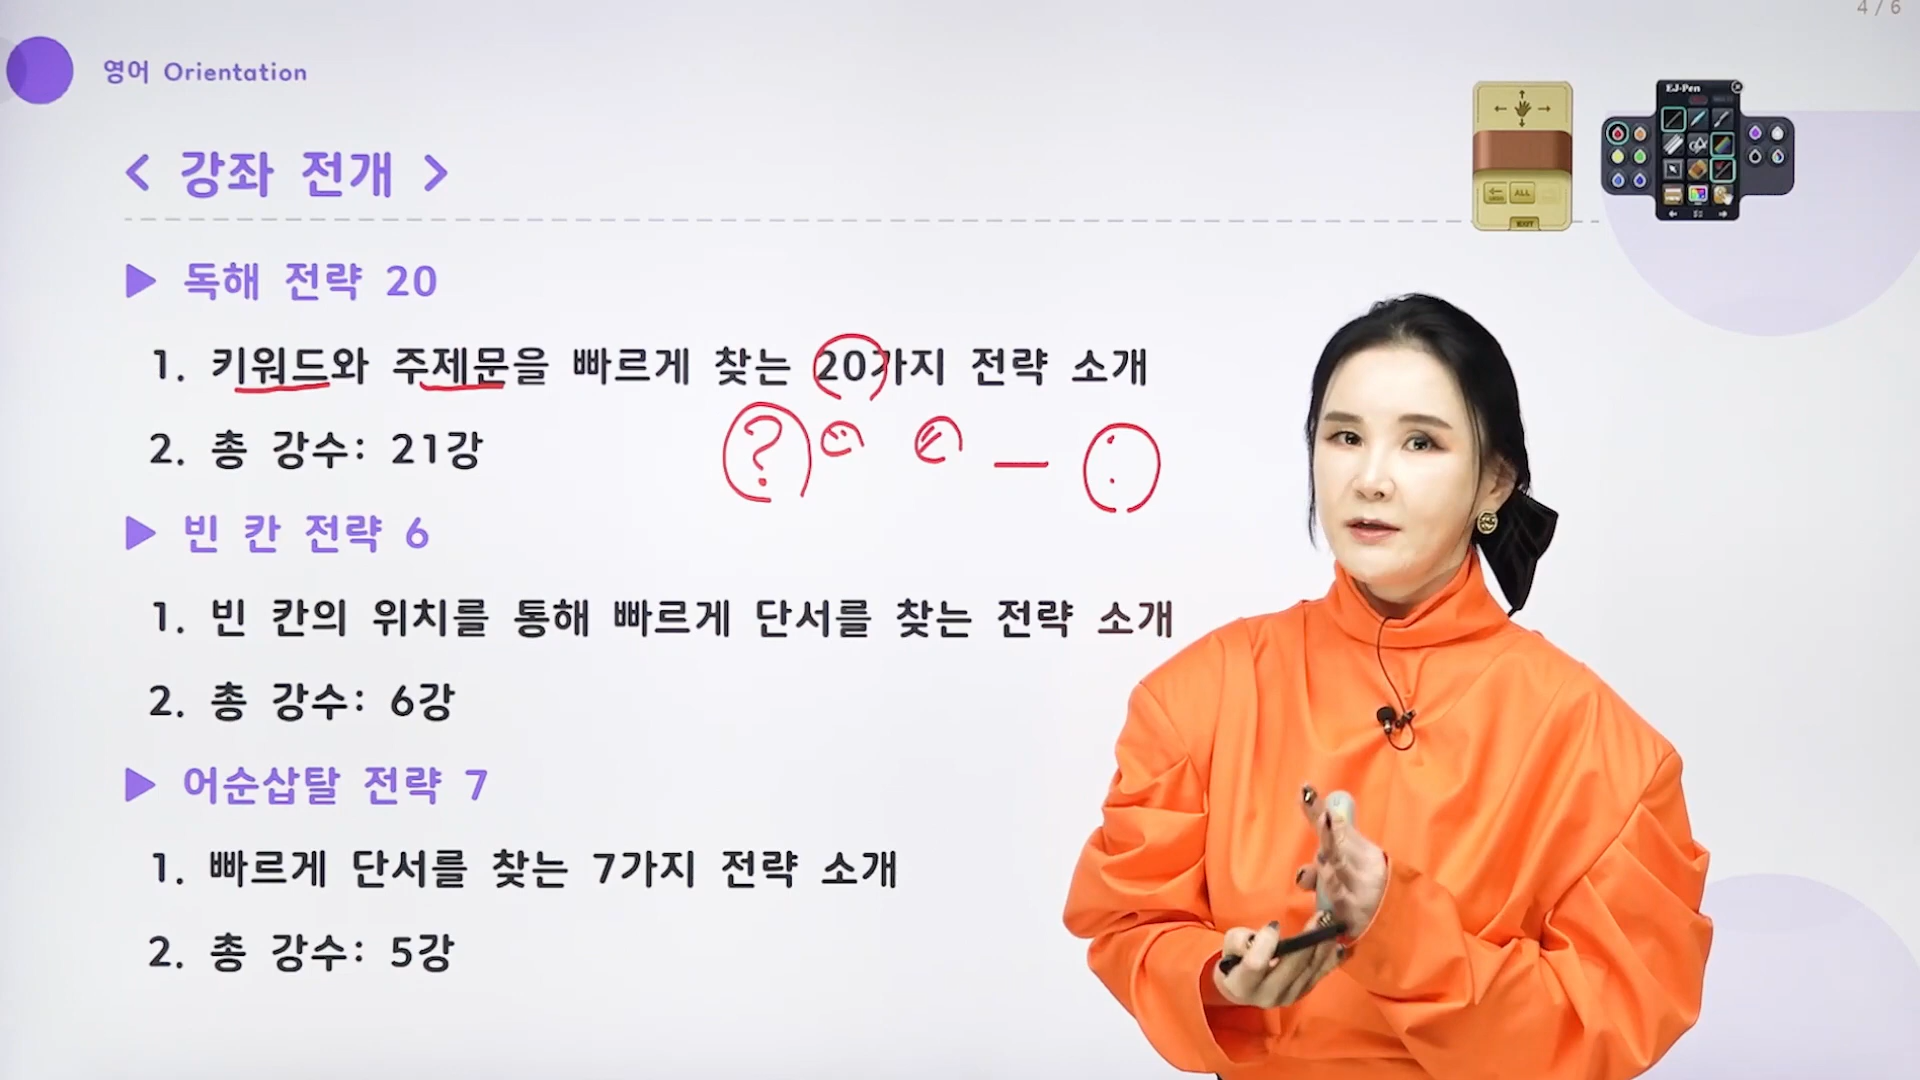 4 / 6
영어 Orientation
EJ-Pen
< 강좌 전개 >
ALL
EXIT
▶ 독해 전략 20
1. 키워드와 주제문을 빠르게 찾는 20가지 전략 소개
?
2. 총 강수: 21강
▶ 빈 칸 전략 6
1. 빈 칸의 위치를 통해 빠르게 단서를 찾는 전략 소개
2. 총 강수: 6강
▶ 어순삽탈 전략 7
1. 빠르게 단서를 찾는 7가지 전략 소개
2. 총 강수: 5강